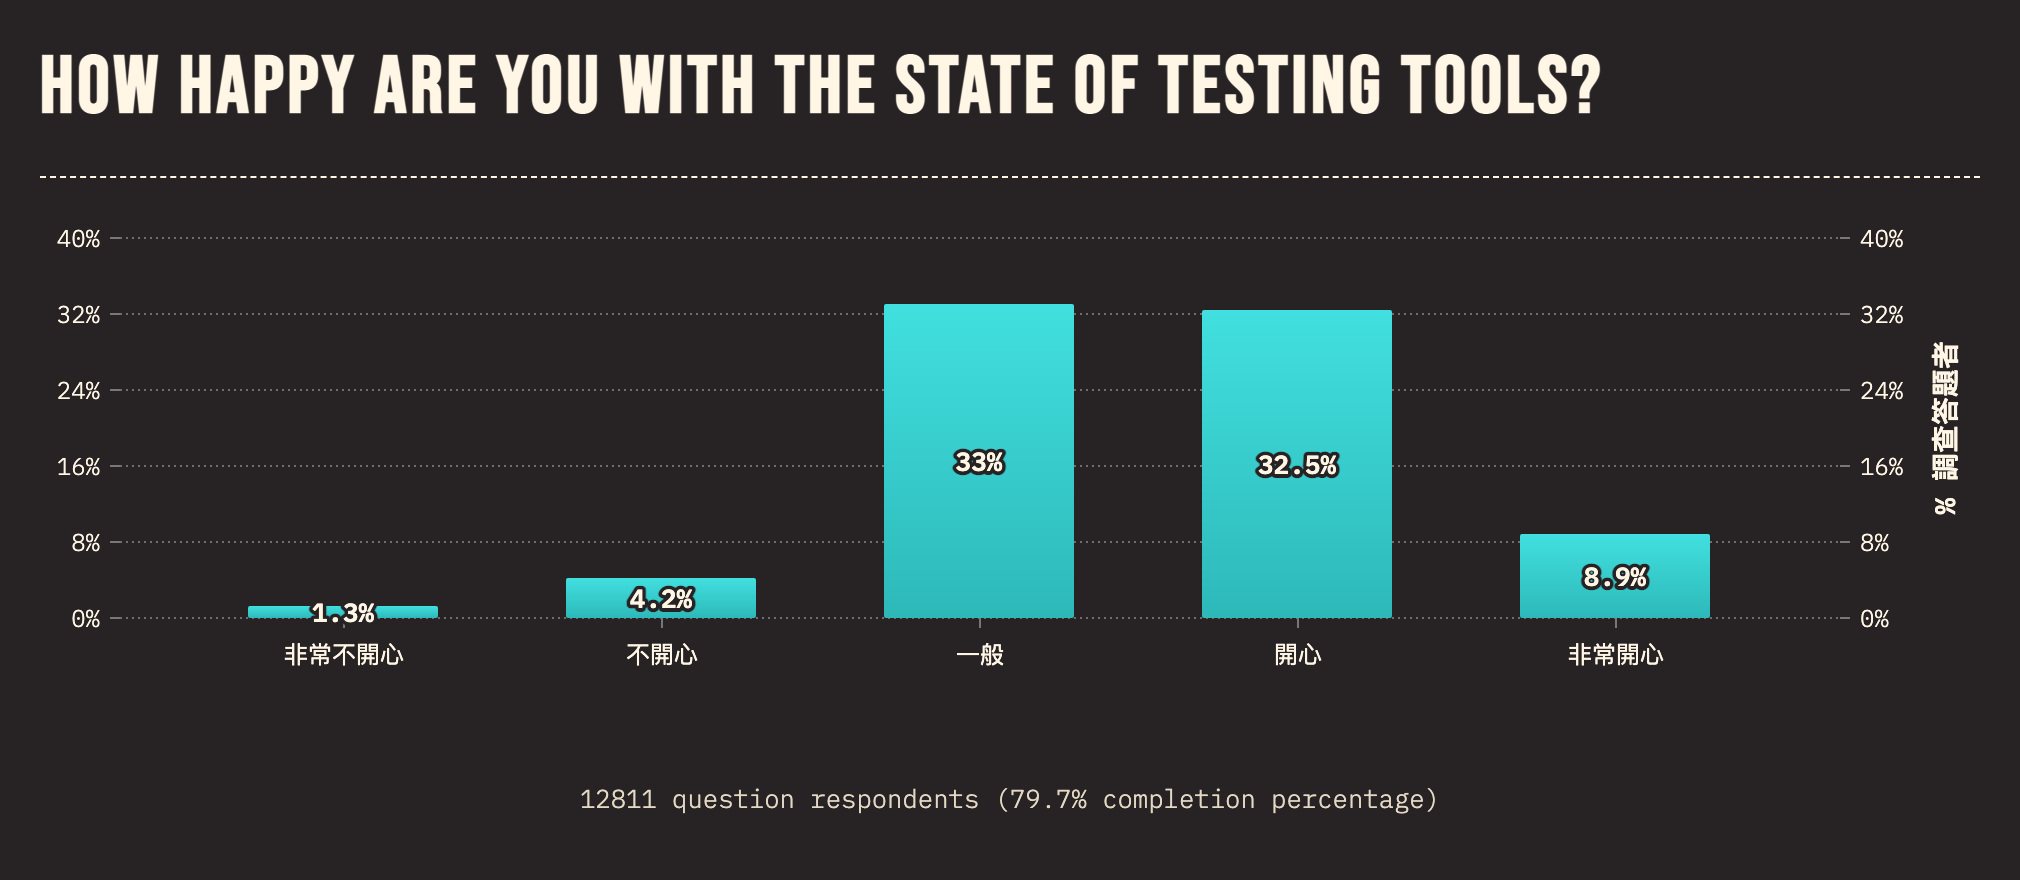 HOW HAPPY ARE YOU WITH THE STATE OF TESTING TOOLS?
40% 40%
32% 32%
24% 24%
16% 16%
8% 8%
0% 0%
1.3% 4.2% 33% 32.5% 8.9%
非常不開心 不開心 一般 開心 非常開心
% 調查答題者
12811 question respondents (79.7% completion percentage)